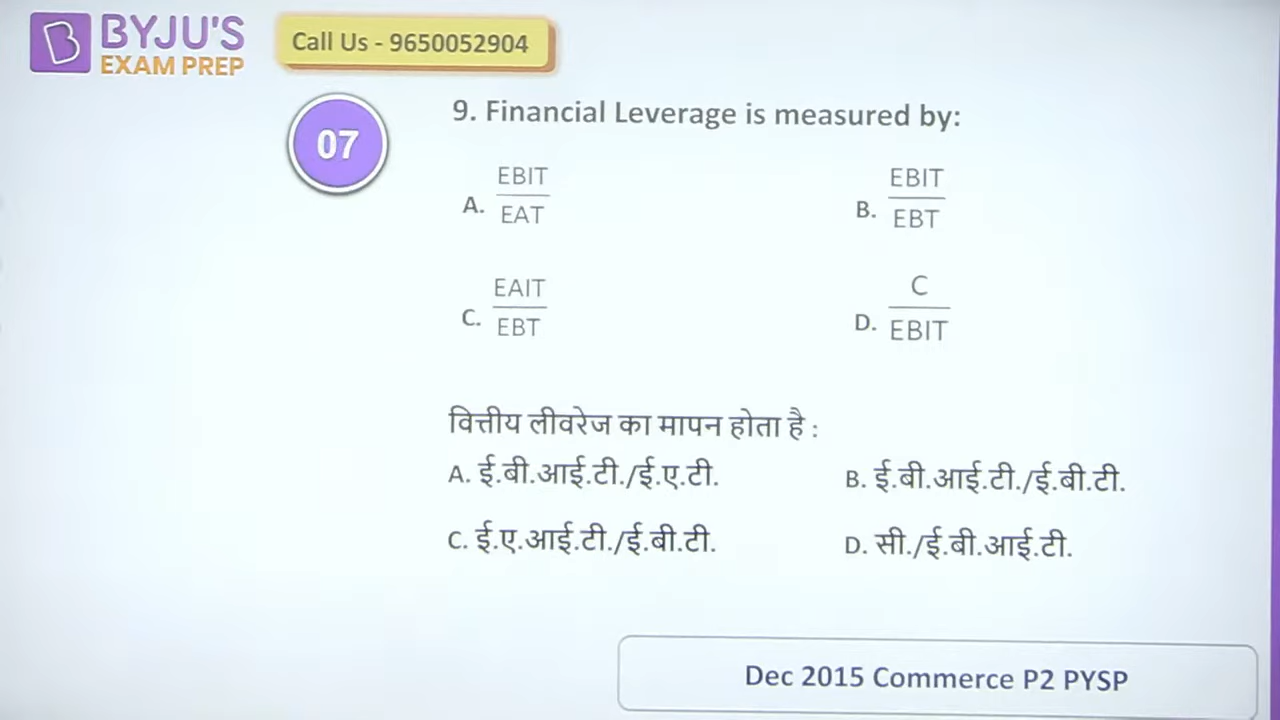 BYJU'S
EXAM PREP
Call Us - 9650052904
07
9. Financial Leverage is measured by:
A. EBIT / EAT
B. EBIT / EBT
C. EAIT / EBT
D. C / EBIT
वित्तीय लीवरेज का मापन होता है :
A. ई.बी.आई.टी./ई.ए.टी.
B. ई.बी.आई.टी./ई.बी.टी.
C. ई.ए.आई.टी./ई.बी.टी.
D. सी./ई.बी.आई.टी.
Dec 2015 Commerce P2 PYSP